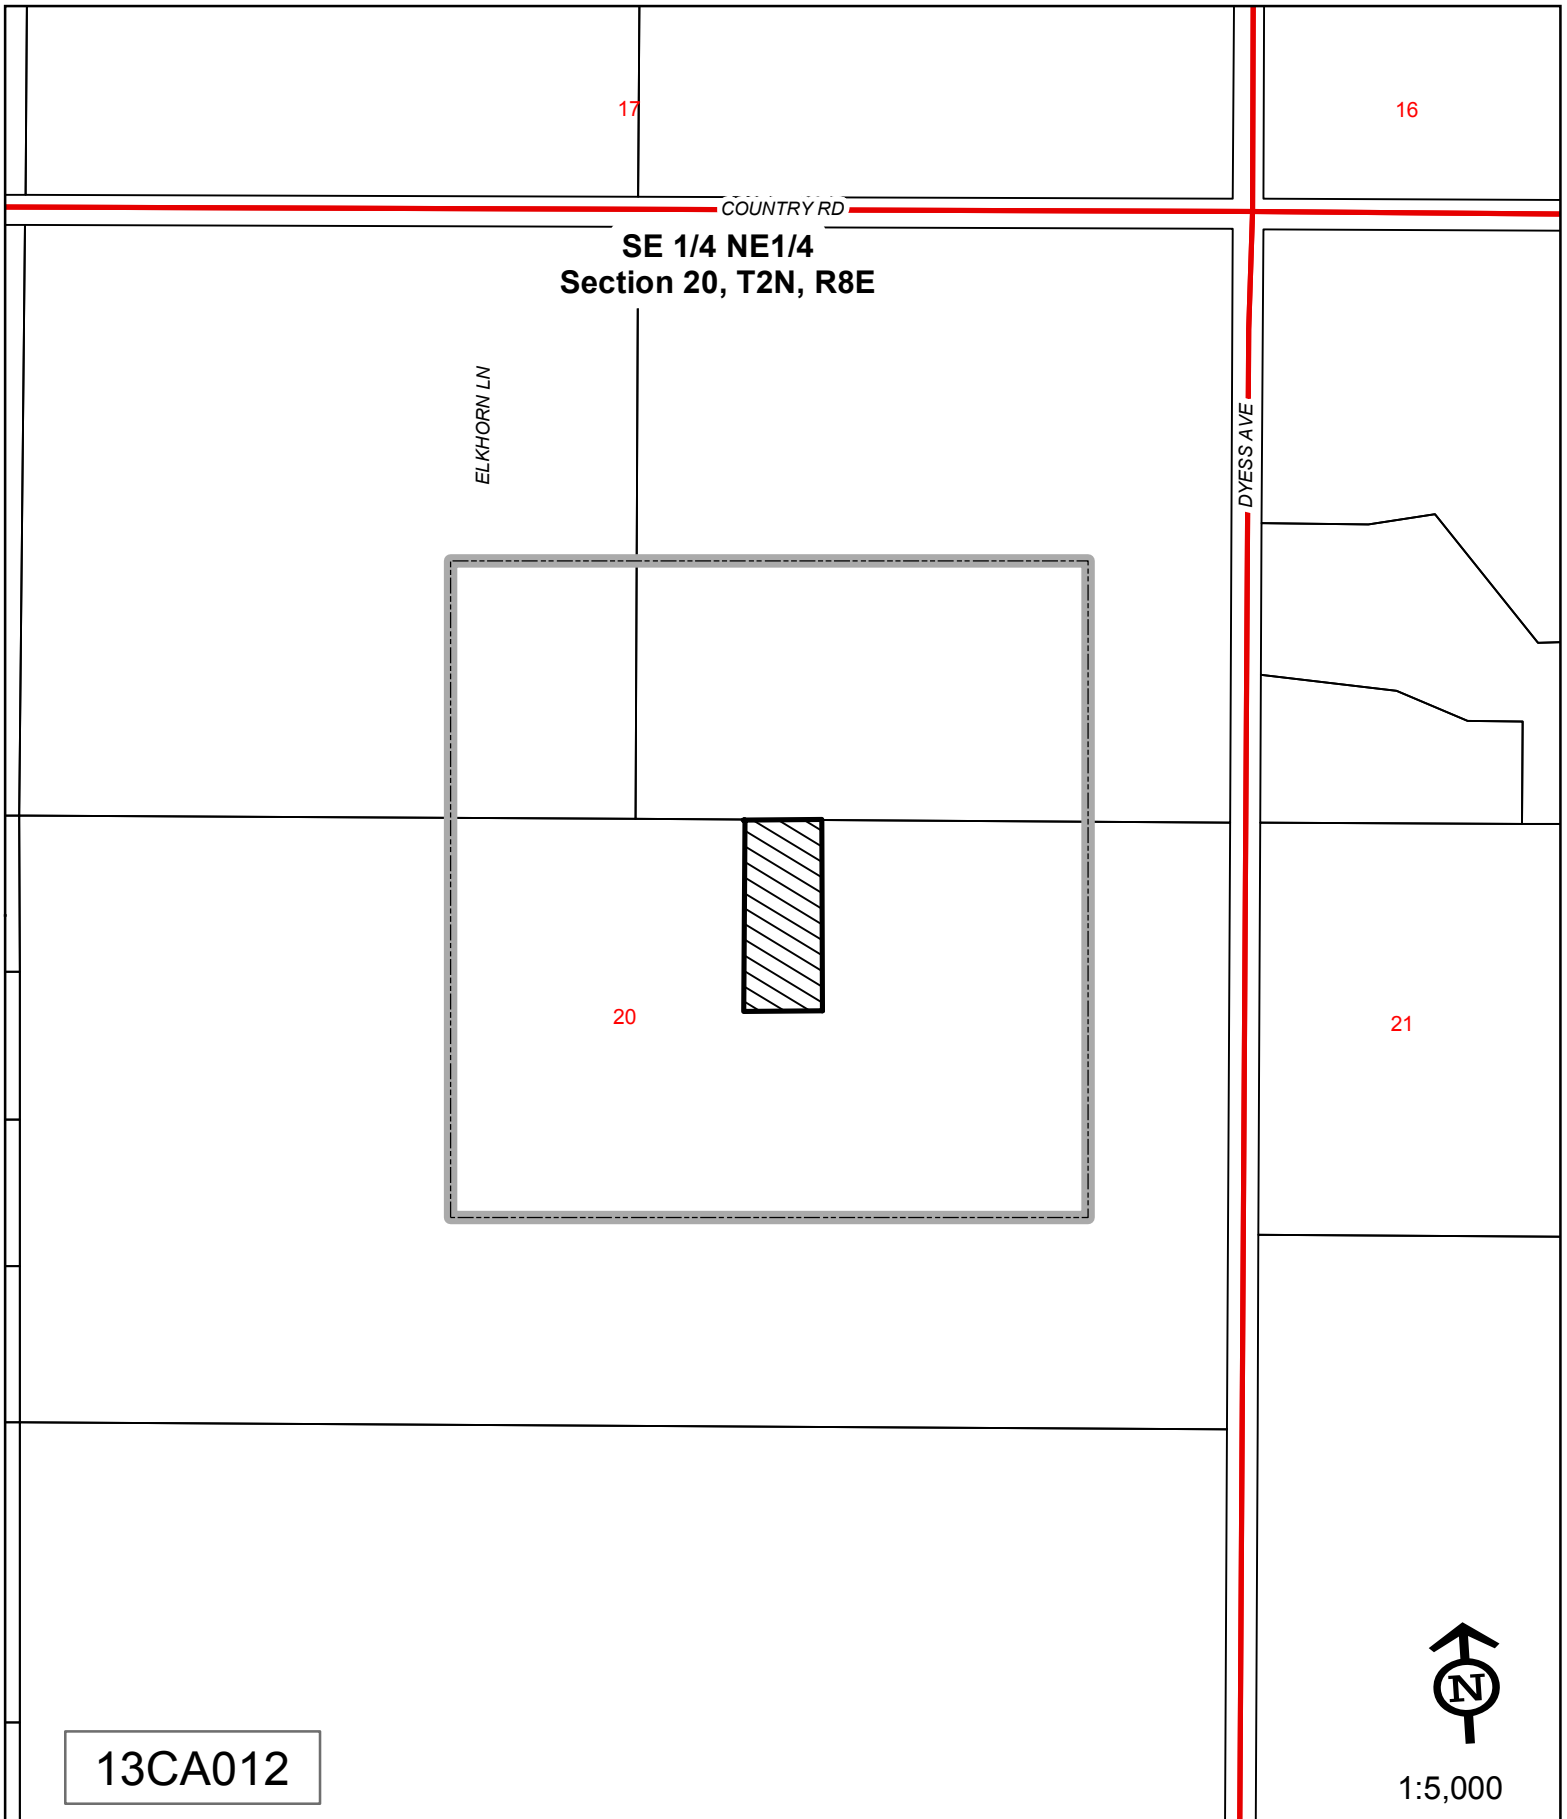 17
16
COUNTRY RD
SE 1/4 NE1/4
Section 20, T2N, R8E
ELKHORN LN
DYESS AVE
20
21
N
13CA012
1:5,000